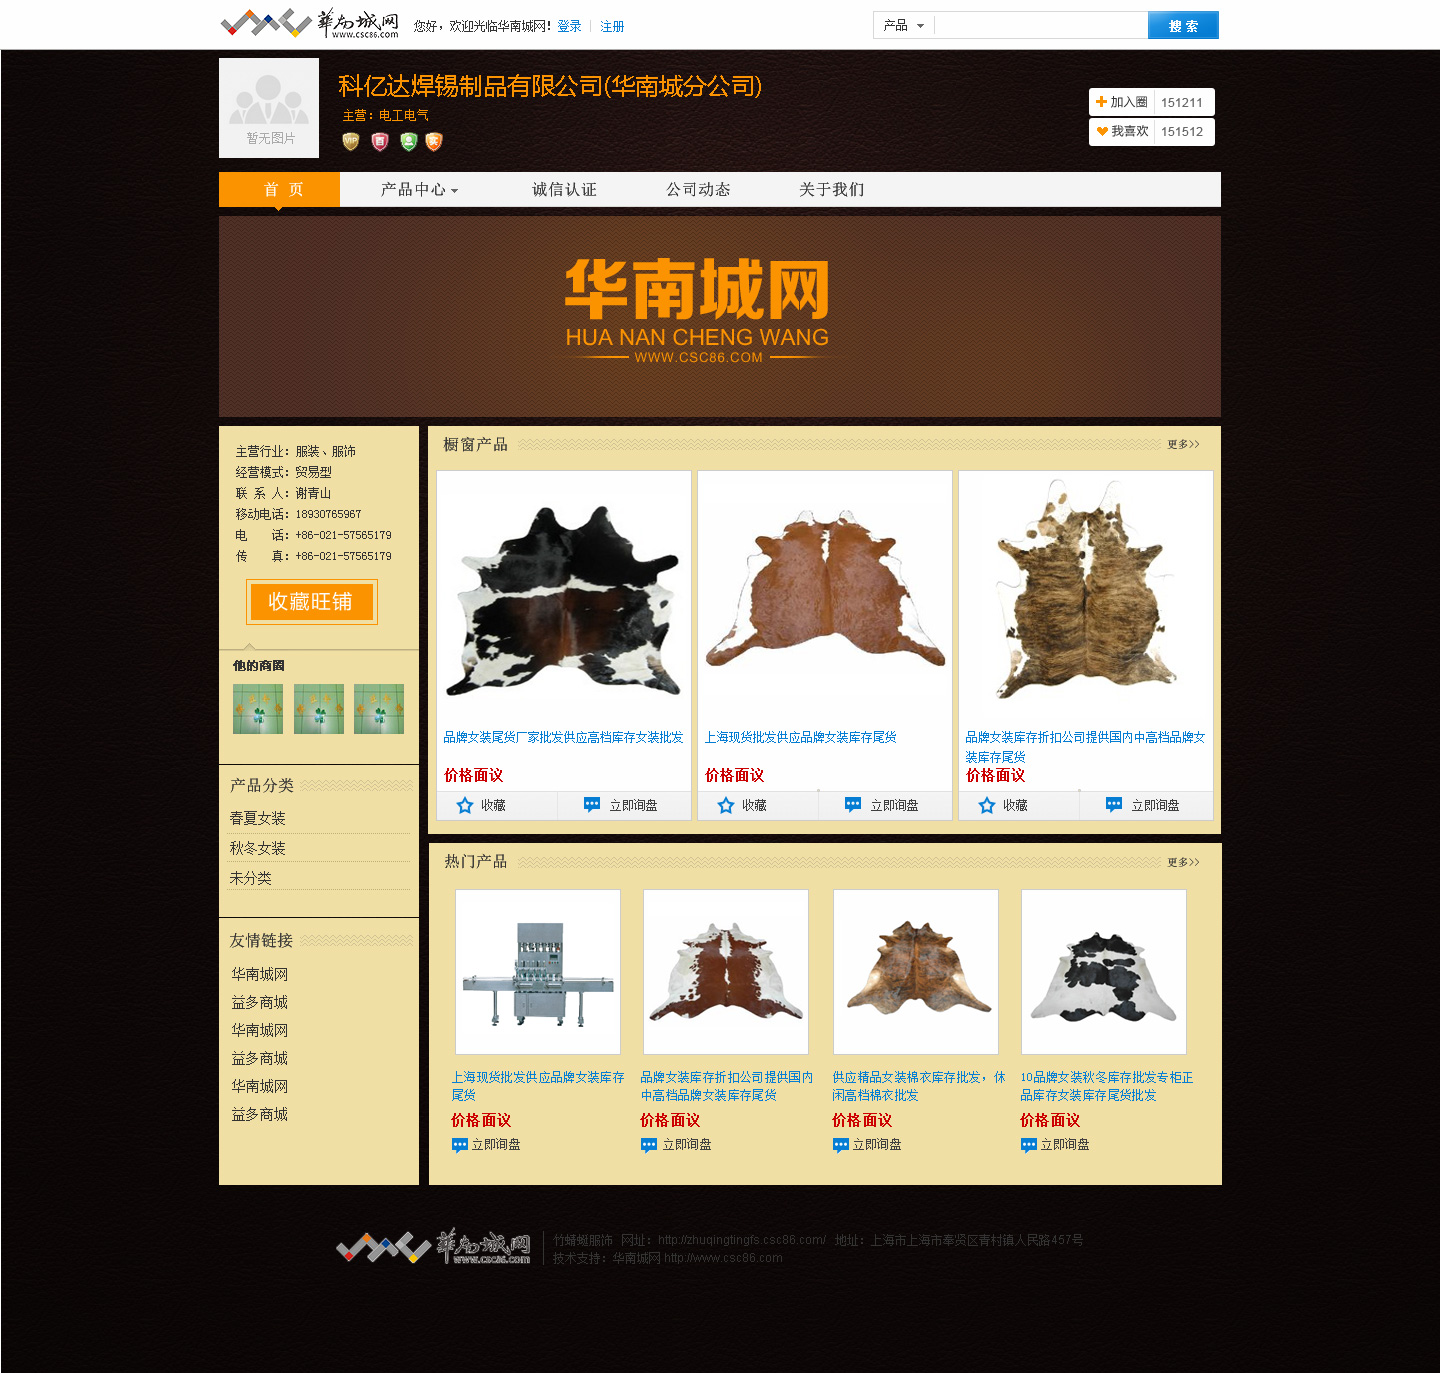 华南城网
www.csc86.com
您好，欢迎光临华南城网！登录 | 注册
产品
搜 索
暂无图片
科亿达焊锡制品有限公司(华南城分公司)
主营：电工电气
VIP
加入圈 151211
我喜欢 151512
首 页 产品中心 诚信认证 公司动态 关于我们
华南城网
HUA NAN CHENG WANG
WWW.CSC86.COM
主营行业：服装、服饰
经营模式：贸易型
联 系 人：谢青山
移动电话：18930765967
电 话：+86-021-57565179
传 真：+86-021-57565179
收藏旺铺
他的商圈
产品分类
春夏女装
秋冬女装
未分类
友情链接
华南城网
益多商城
华南城网
益多商城
华南城网
益多商城
橱窗产品
更多>>
品牌女装尾货厂家批发供应高档库存女装批发
价格面议
收藏 立即询盘
上海现货批发供应品牌女装库存尾货
价格面议
收藏 立即询盘
品牌女装库存折扣公司提供国内中高档品牌女
装库存尾货
价格面议
收藏 立即询盘
热门产品
更多>>
上海现货批发供应品牌女装库存
尾货
价格面议
立即询盘
品牌女装库存折扣公司提供国内
中高档品牌女装库存尾货
价格面议
立即询盘
供应精品女装棉衣库存批发，休
闲高档棉衣批发
价格面议
立即询盘
10品牌女装秋冬库存批发专柜正
品库存女装库存尾货批发
价格面议
立即询盘
华南城网
www.csc86.com
竹蜻蜓服饰 网址：http://zhuqingtingfs.csc86.com/ 地址：上海市上海市奉贤区青村镇人民路457号
技术支持：华南城网 http://www.csc86.com